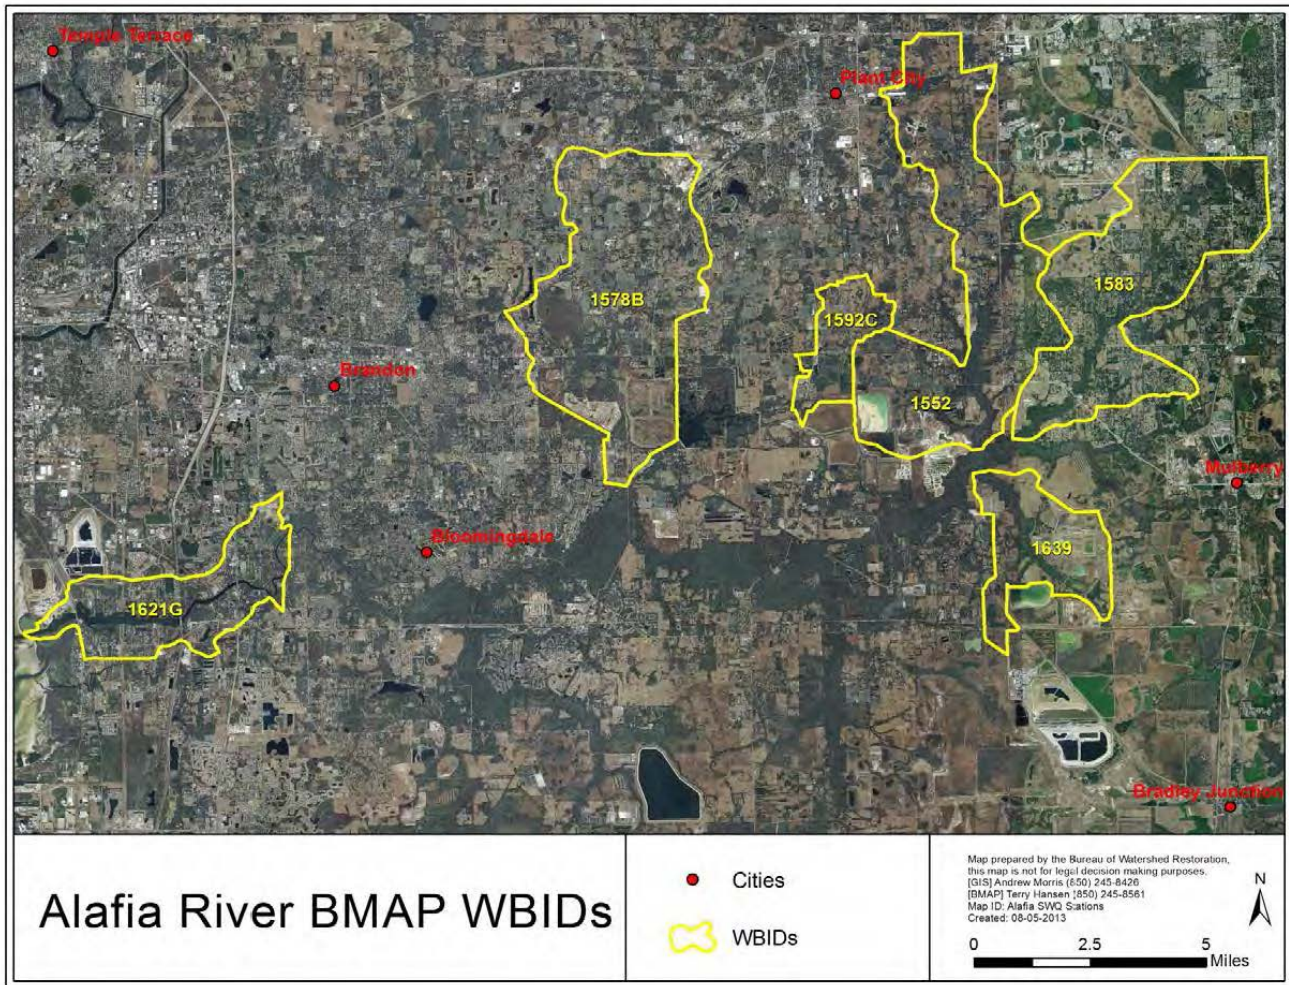 Temple Terrace
Plant City
1583
1578B
1592C
Brandon
1552
Mulberry
Bloomingdale
1639
1621G
Bradley Junction
Alafia River BMAP WBIDs
Cities
WBIDs
Map prepared by the Bureau of Watershed Restoration,
this map is not for legal decision making purposes.
[GIS] Andrew Morris (850) 245-8426
[BMAP] Terry Hansen (850) 245-8561
Map ID: Alafia SWQ Stations
Created: 08-05-2013
N
0 2.5 5
Miles